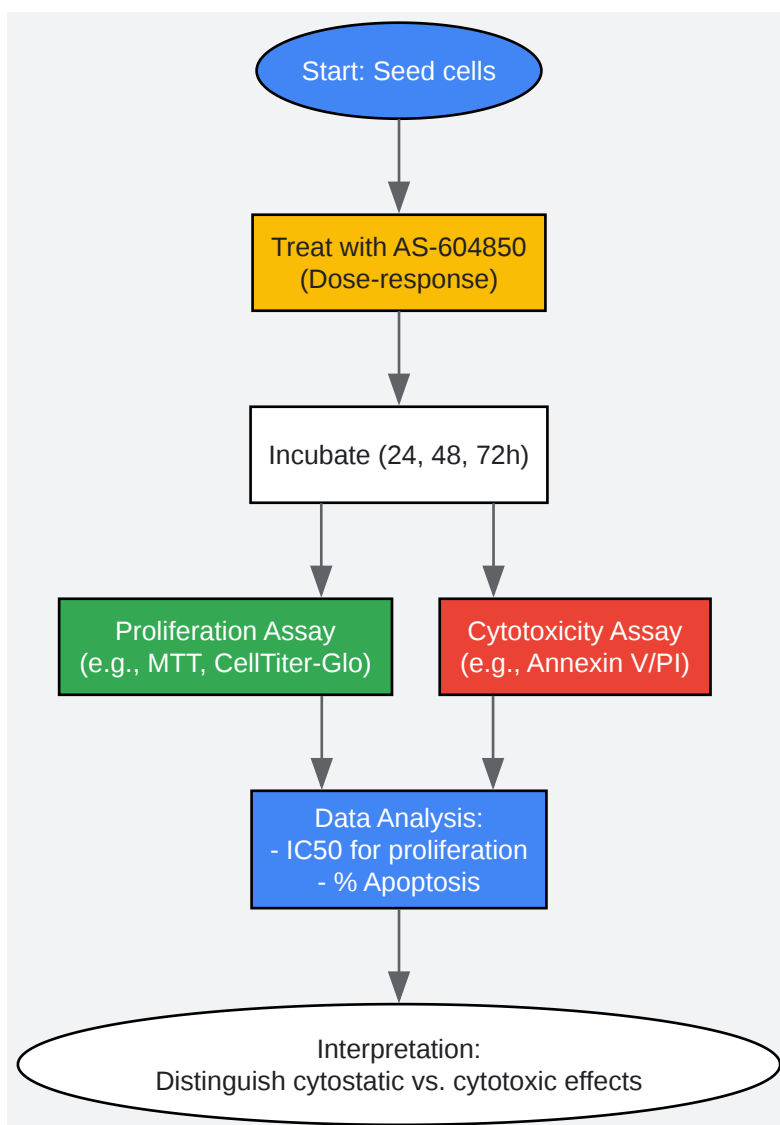 Start: Seed cells
Treat with AS-604850
(Dose-response)
Incubate (24, 48, 72h)
Proliferation Assay
(e.g., MTT, CellTiter-Glo)
Cytotoxicity Assay
(e.g., Annexin V/PI)
Data Analysis:
- IC50 for proliferation
- % Apoptosis
Interpretation:
Distinguish cytostatic vs. cytotoxic effects